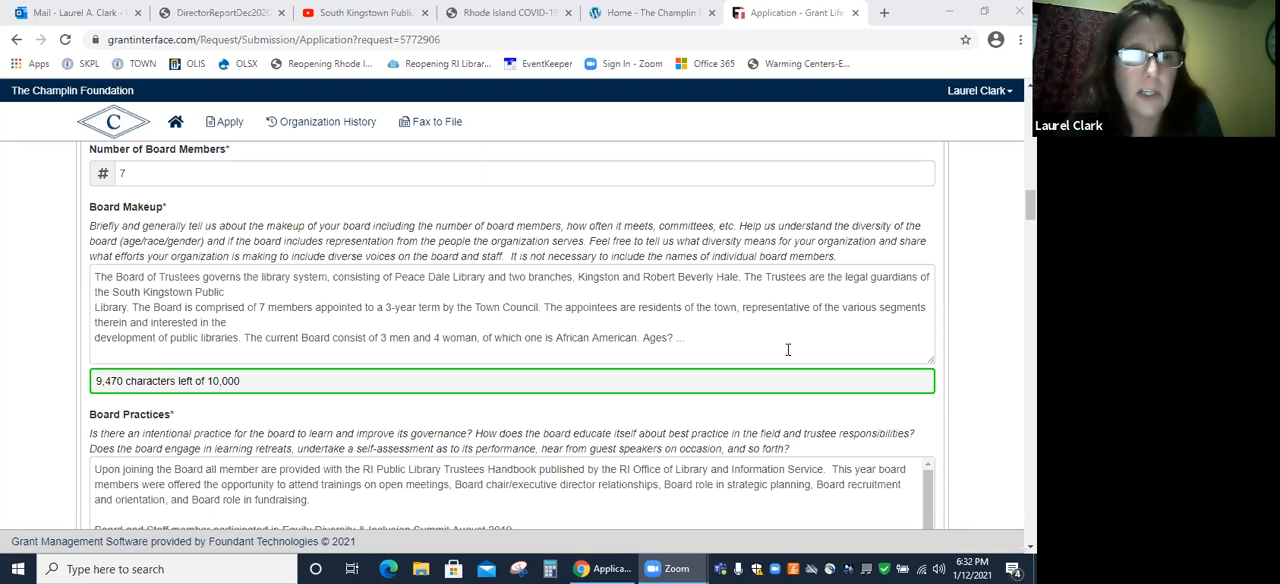 Mail - Laurel A. Clark - O
DirectorReportDec2020
South Kingstown Public
Rhode Island COVID-19
Home - The Champlin F
Application - Grant Life
grantinterface.com/Request/Submission/Application?request=5772906
Apps
SKPL
TOWN
OLIS
OLSX
Reopening Rhode I...
Reopening RI Librar...
EventKeeper
Sign In - Zoom
Office 365
Warming Centers-E...
The Champlin Foundation
Laurel Clark
C
Apply
Organization History
Fax to File
Laurel Clark
Number of Board Members*
# 7
Board Makeup*
Briefly and generally tell us about the makeup of your board including the number of board members, how often it meets, committees, etc. Help us understand the diversity of the
board (age/race/gender) and if the board includes representation from the people the organization serves. Feel free to tell us what diversity means for your organization and share
what efforts your organization is making to include diverse voices on the board and staff. It is not necessary to include the names of individual board members.
The Board of Trustees governs the library system, consisting of Peace Dale Library and two branches, Kingston and Robert Beverly Hale. The Trustees are the legal guardians of
the South Kingstown Public
Library. The Board is comprised of 7 members appointed to a 3-year term by the Town Council. The appointees are residents of the town, representative of the various segments
therein and interested in the
development of public libraries. The current Board consist of 3 men and 4 woman, of which one is African American. Ages? ...
9,470 characters left of 10,000
Board Practices*
Is there an intentional practice for the board to learn and improve its governance? How does the board educate itself about best practice in the field and trustee responsibilities?
Does the board engage in learning retreats, undertake a self-assessment as to its performance, hear from guest speakers on occasion, and so forth?
Upon joining the Board all member are provided with the RI Public Library Trustees Handbook published by the RI Office of Library and Information Service. This year board
members were offered the opportunity to attend trainings on open meetings, Board chair/executive director relationships, Board role in strategic planning, Board recruitment
and orientation, and Board role in fundraising.
Board and Staff member participated in Equity Diversity & Inclusion Summit August 2019
Grant Management Software provided by Foundant Technologies © 2021
Type here to search
Applica...
Zoom
6:32 PM
1/12/2021